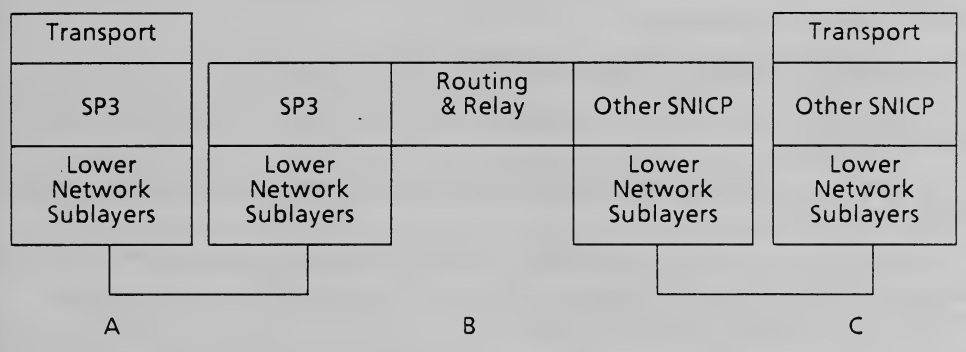 Transport
SP3
Lower
Network
Sublayers
SP3
Lower
Network
Sublayers
Routing
& Relay
Other SNICP
Lower
Network
Sublayers
Transport
Other SNICP
Lower
Network
Sublayers
A
B
C